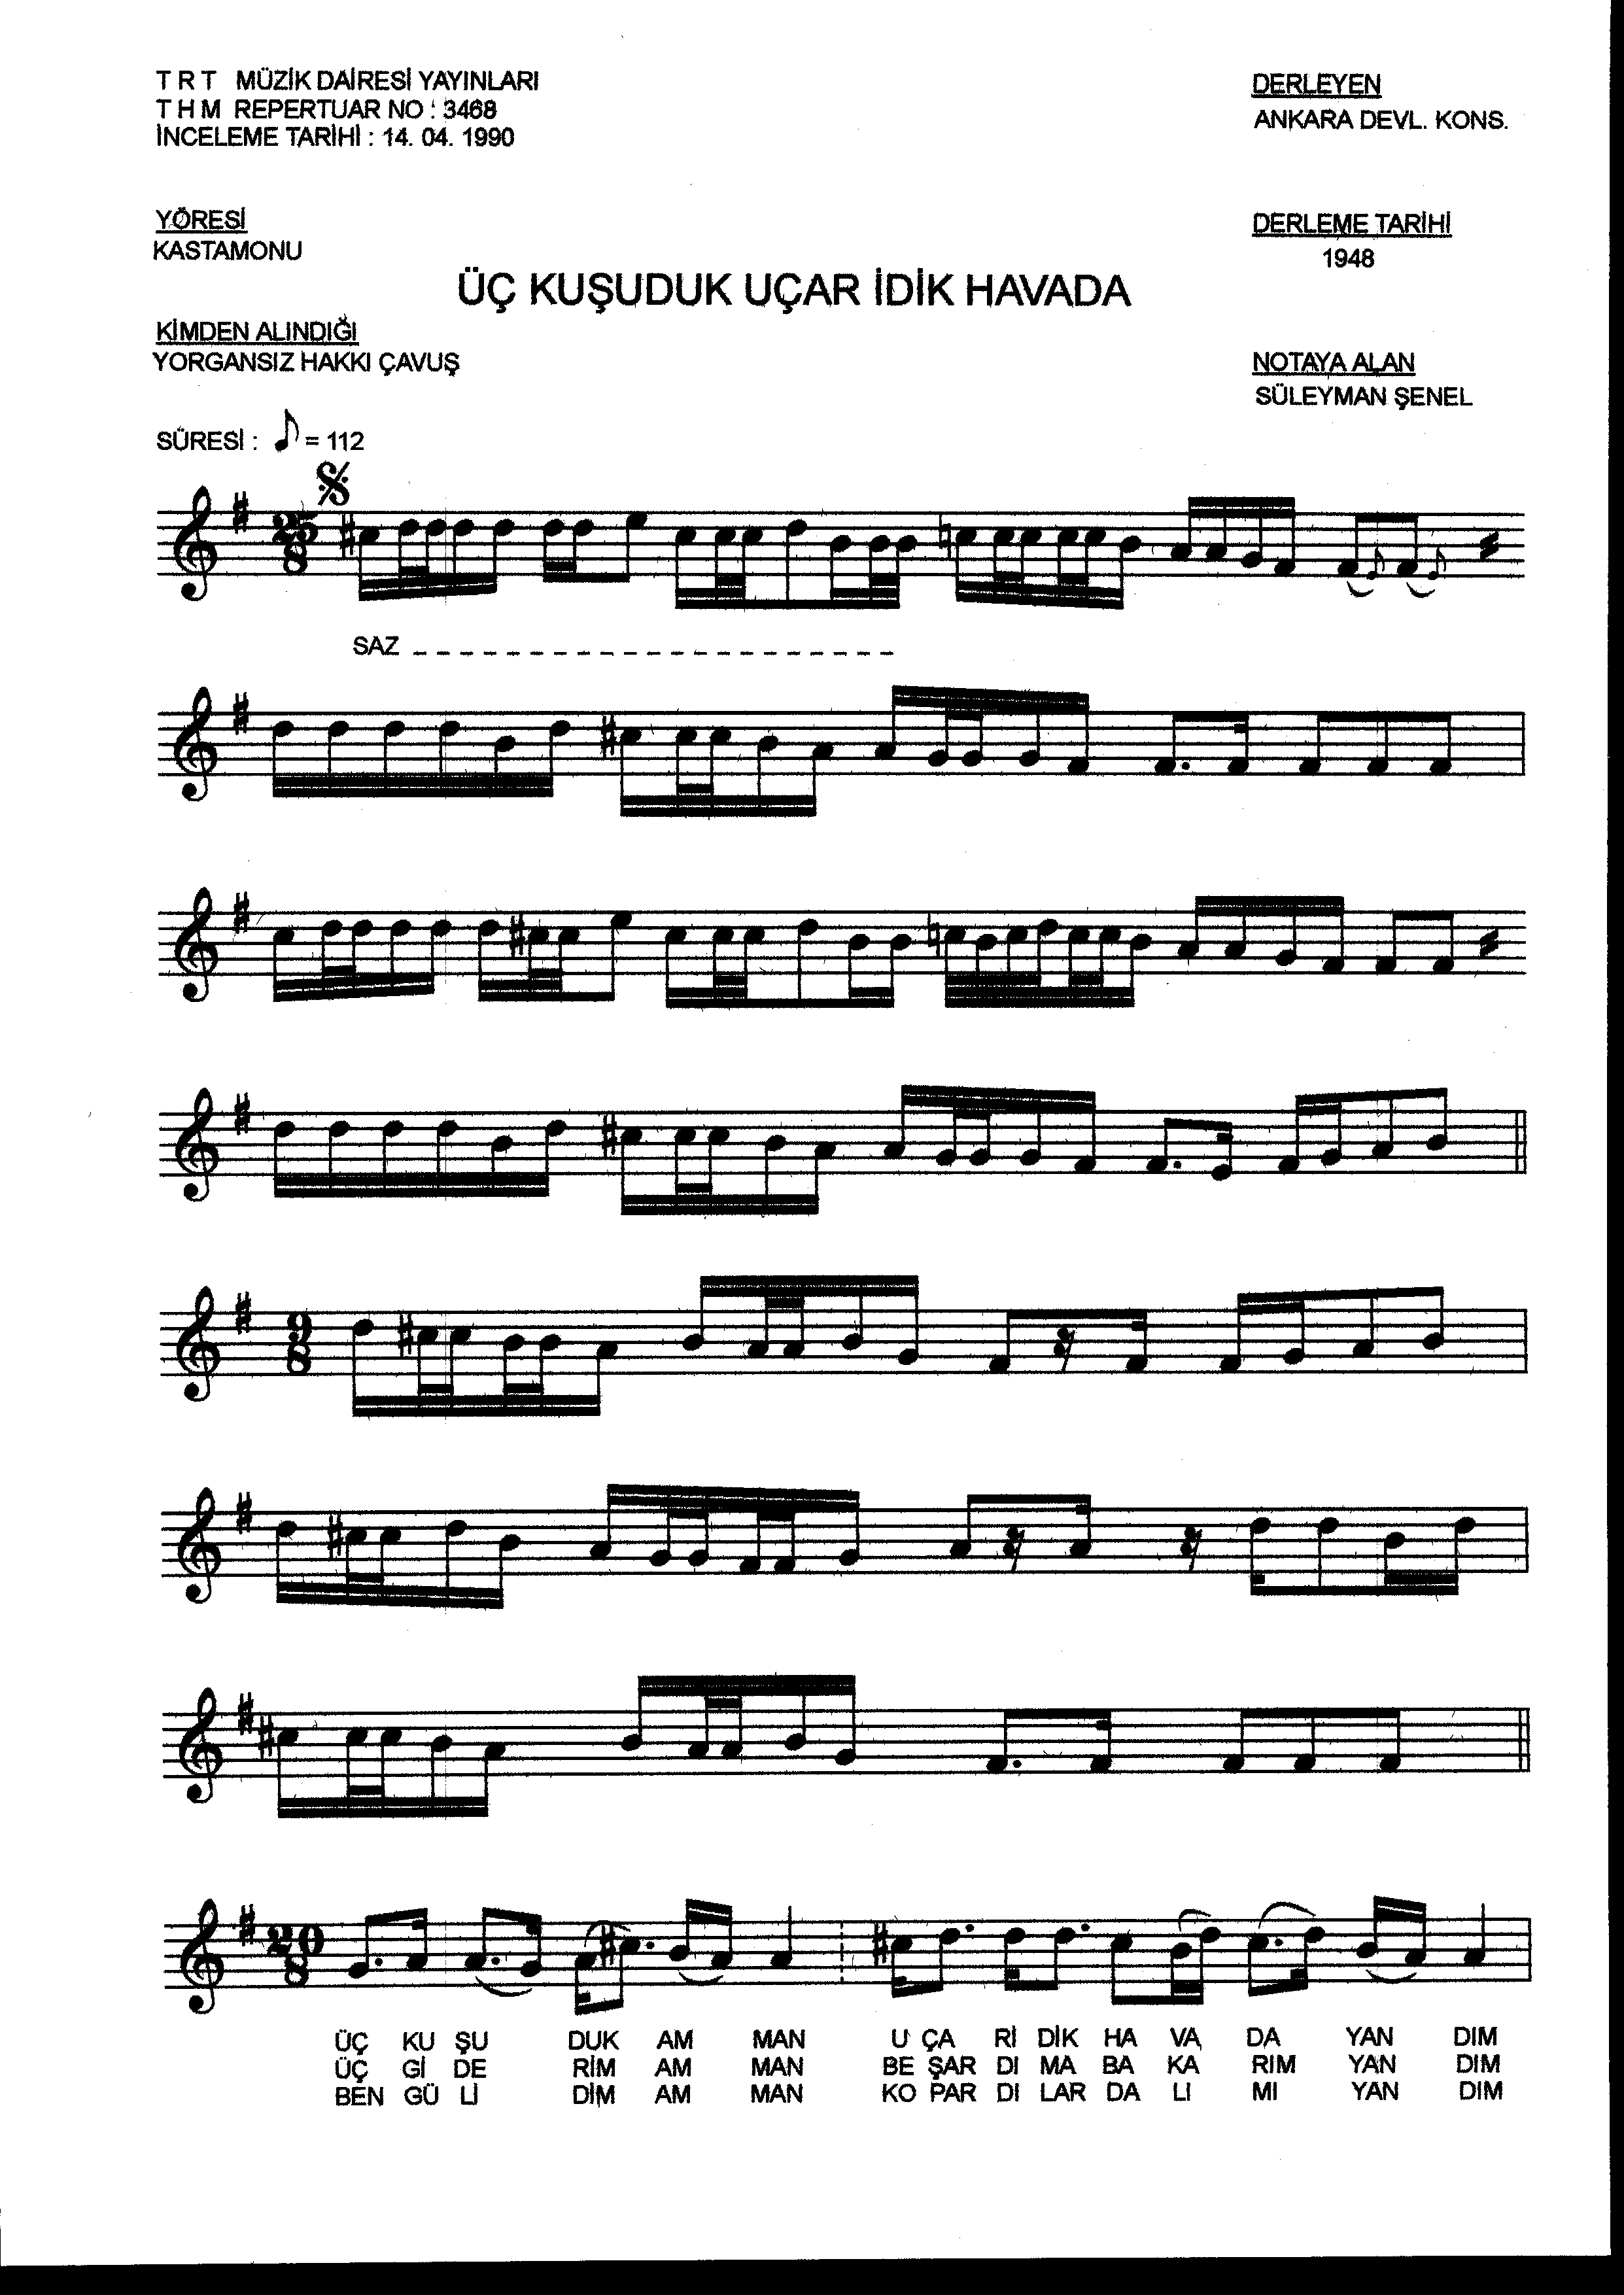 T R T MÜZİK DAİRESİ YAYINLARI
T H M REPERTUAR NO : 3468
İNCELEME TARİHİ : 14. 04. 1990
DERLEYEN
ANKARA DEVL. KONS.
YÖRESİ
KASTAMONU
DERLEME TARİHİ
1948
ÜÇ KUŞUDUK UÇAR İDİK HAVADA
KİMDEN ALINDIĞI
YORGANSIZ HAKKI ÇAVUŞ
NOTAYA ALAN
SÜLEYMAN ŞENEL
SÜRESİ : ♪ = 112
25
8
SAZ _ _ _ _ _ _ _ _ _ _ _ _ _ _ _ _ _ _ _ _ _
9
8
20
8
ÜÇ KU ŞU DUK AM MAN U ÇA Rİ DİK HA VA DA YAN DIM
ÜÇ Gİ DE RİM AM MAN BE ŞAR DI MA BA KA RIM YAN DIM
BEN GÜ Lİ DİM AM MAN KO PAR DI LAR DA LI MI YAN DIM